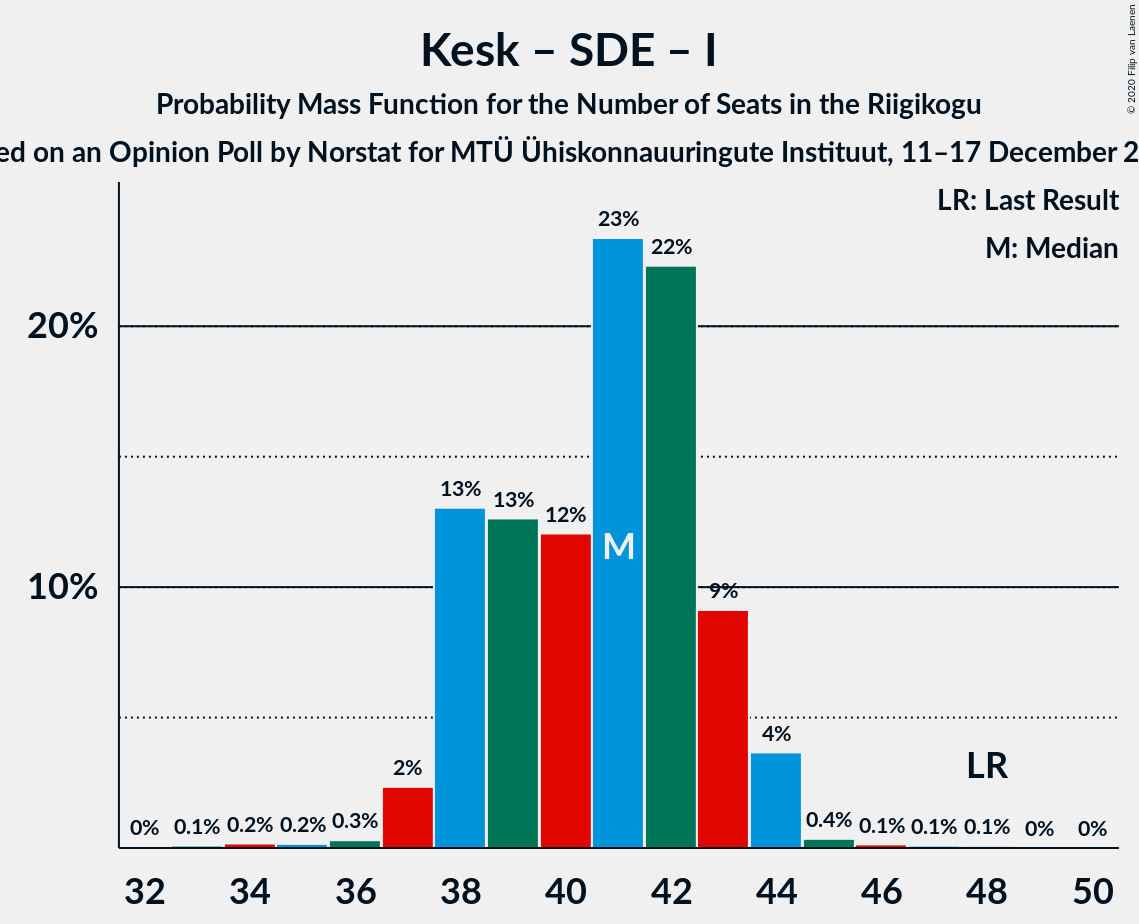 Kesk – SDE – I
Probability Mass Function for the Number of Seats in the Riigikogu
ed on an Opinion Poll by Norstat for MTÜ Ühiskonnauuringute Instituut, 11–17 December 2
© 2020 Filip van Laenen
LR: Last Result
M: Median
20%
10%
0%
0.1%
0.2%
0.2%
0.3%
2%
13%
13%
12%
23%
22%
9%
4%
0.4%
0.1%
0.1%
0.1%
0%
0%
M
LR
32 34 36 38 40 42 44 46 48 50